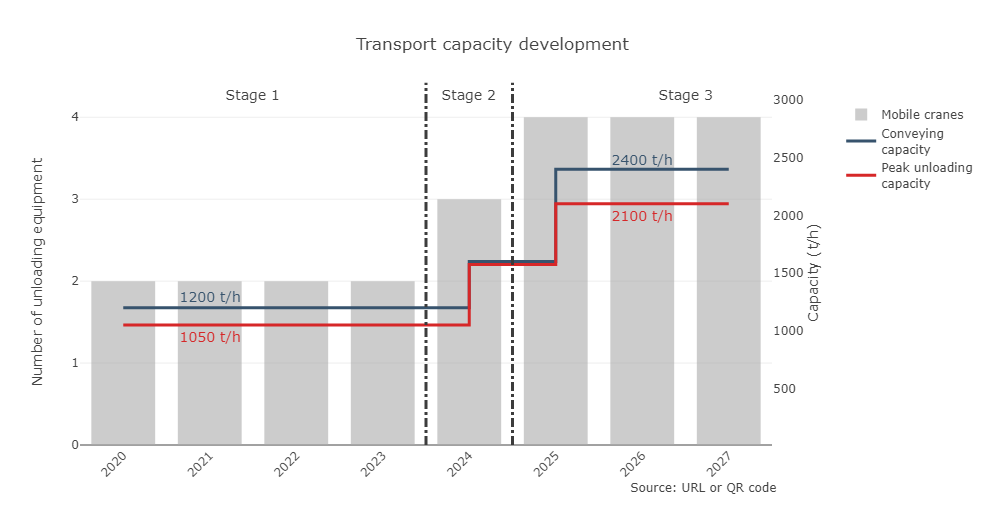 Transport capacity development
Stage 1
Stage 2
Stage 3
Number of unloading equipment
4
3
2
1
0
3000
2500
2000
1500
1000
500
Capacity (t/h)
1200 t/h
1050 t/h
2400 t/h
2100 t/h
2020
2021
2022
2023
2024
2025
2026
2027
Mobile cranes
Conveying
capacity
Peak unloading
capacity
Source: URL or QR code